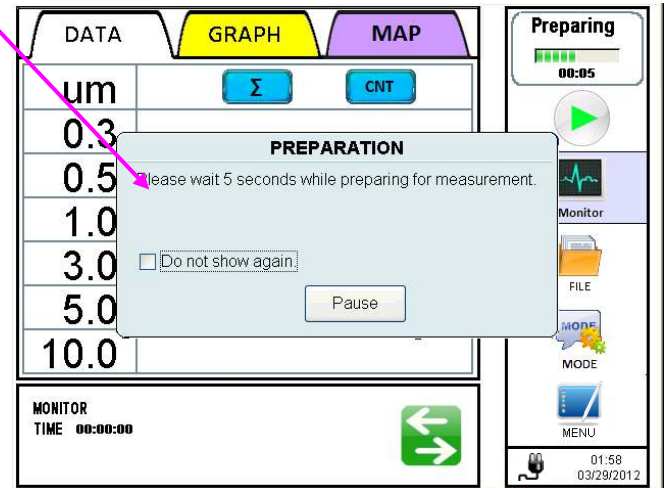 DATA
GRAPH
MAP
um
Σ
CNT
0.3
0.5
1.0
3.0
5.0
10.0
PREPARATION
Please wait 5 seconds while preparing for measurement.
Do not show again.
Pause
MONITOR
TIME 00:00:00
Preparing
00:05
Monitor
FILE
MODE
MODE
MENU
01:58
03/29/2012